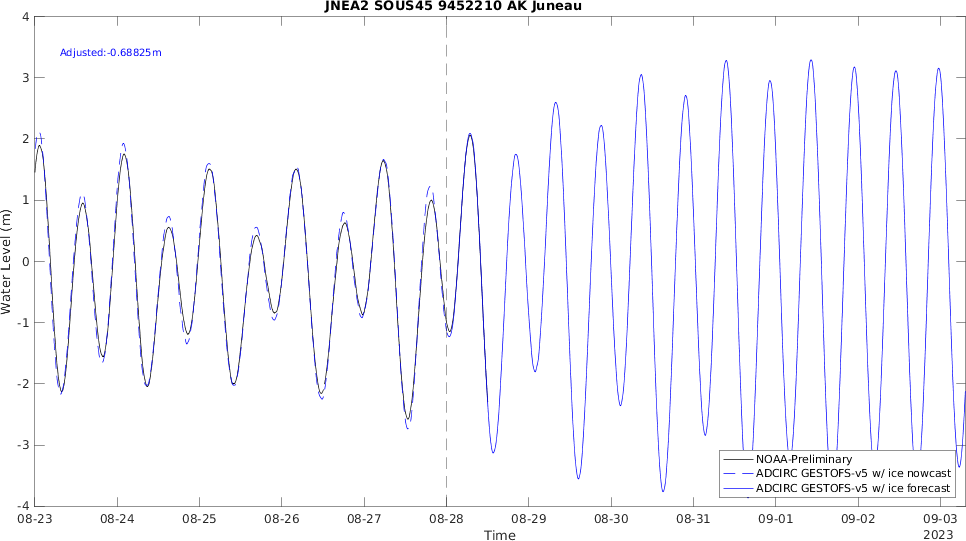 JNEA2 SOUS45 9452210 AK Juneau
Adjusted:-0.68825m
Water Level (m)
4
3
2
1
0
-1
-2
-3
-4
NOAA-Preliminary
ADCIRC GESTOFS-v5 w/ ice nowcast
ADCIRC GESTOFS-v5 w/ ice forecast
08-23 08-24 08-25 08-26 08-27 08-28 08-29 08-30 08-31 09-01 09-02 09-03
2023
Time